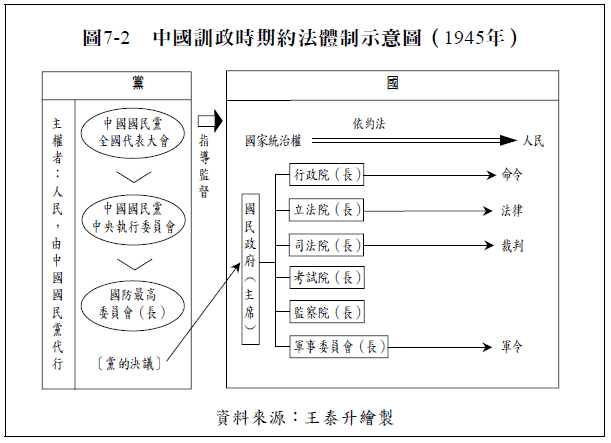 圖7-2　中國訓政時期約法體制示意圖（1945年）
黨
主權者：人民，由中國國民黨代行
中國國民黨
全國代表大會
中國國民黨
中央執行委員會
國防最高
委員會（長）
〔黨的決議〕
指導監督
國
國家統治權
依約法
人民
國民政府（主席）
行政院（長）
命令
立法院（長）
法律
司法院（長）
裁判
考試院（長）
監察院（長）
軍事委員會（長）
軍令
資料來源：王泰升繪製